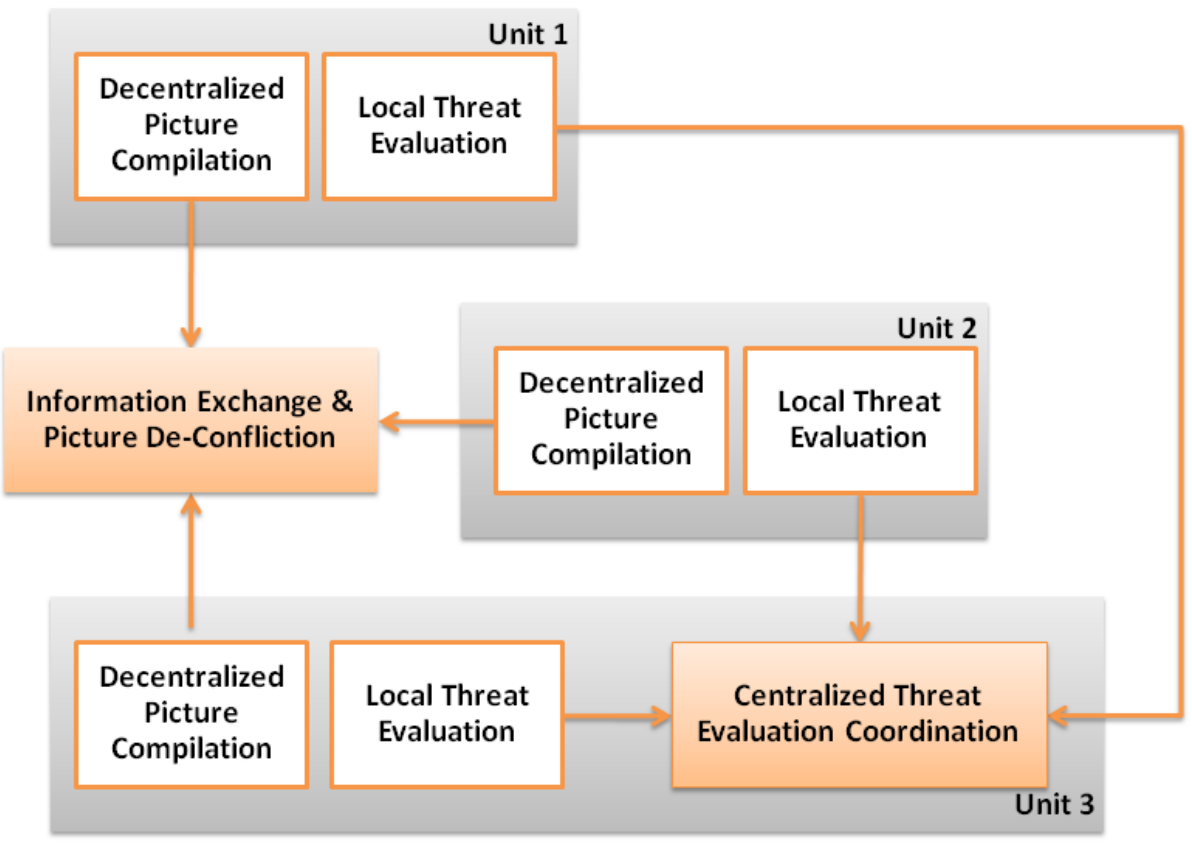 Unit 1
Decentralized
Picture
Compilation
Local Threat
Evaluation
Unit 2
Information Exchange &
Picture De-Confliction
Decentralized
Picture
Compilation
Local Threat
Evaluation
Decentralized
Picture
Compilation
Local Threat
Evaluation
Centralized Threat
Evaluation Coordination
Unit 3